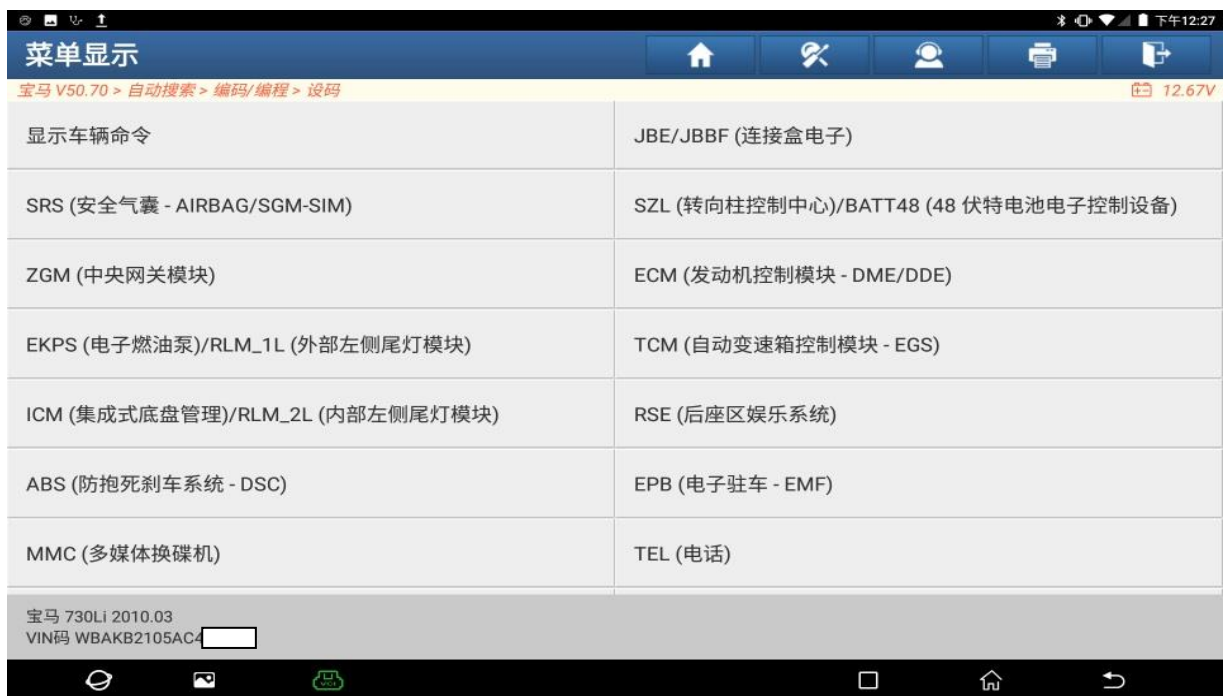 下午12:27
菜单显示
宝马 V50.70 > 自动搜索 > 编码/编程 > 设码
12.67V
显示车辆命令
JBE/JBBF (连接盒电子)
SRS (安全气囊 - AIRBAG/SGM-SIM)
SZL (转向柱控制中心)/BATT48 (48 伏特电池电子控制设备)
ZGM (中央网关模块)
ECM (发动机控制模块 - DME/DDE)
EKPS (电子燃油泵)/RLM_1L (外部左侧尾灯模块)
TCM (自动变速箱控制模块 - EGS)
ICM (集成式底盘管理)/RLM_2L (内部左侧尾灯模块)
RSE (后座区娱乐系统)
ABS (防抱死刹车系统 - DSC)
EPB (电子驻车 - EMF)
MMC (多媒体换碟机)
TEL (电话)
宝马 730Li 2010.03
VIN码 WBAKB2105AC4
VCI